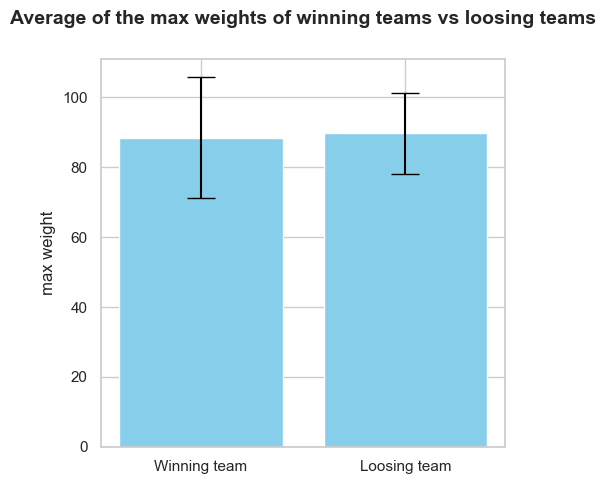 Average of the max weights of winning teams vs loosing teams
100
80
60
40
20
0
max weight
Winning team
Loosing team